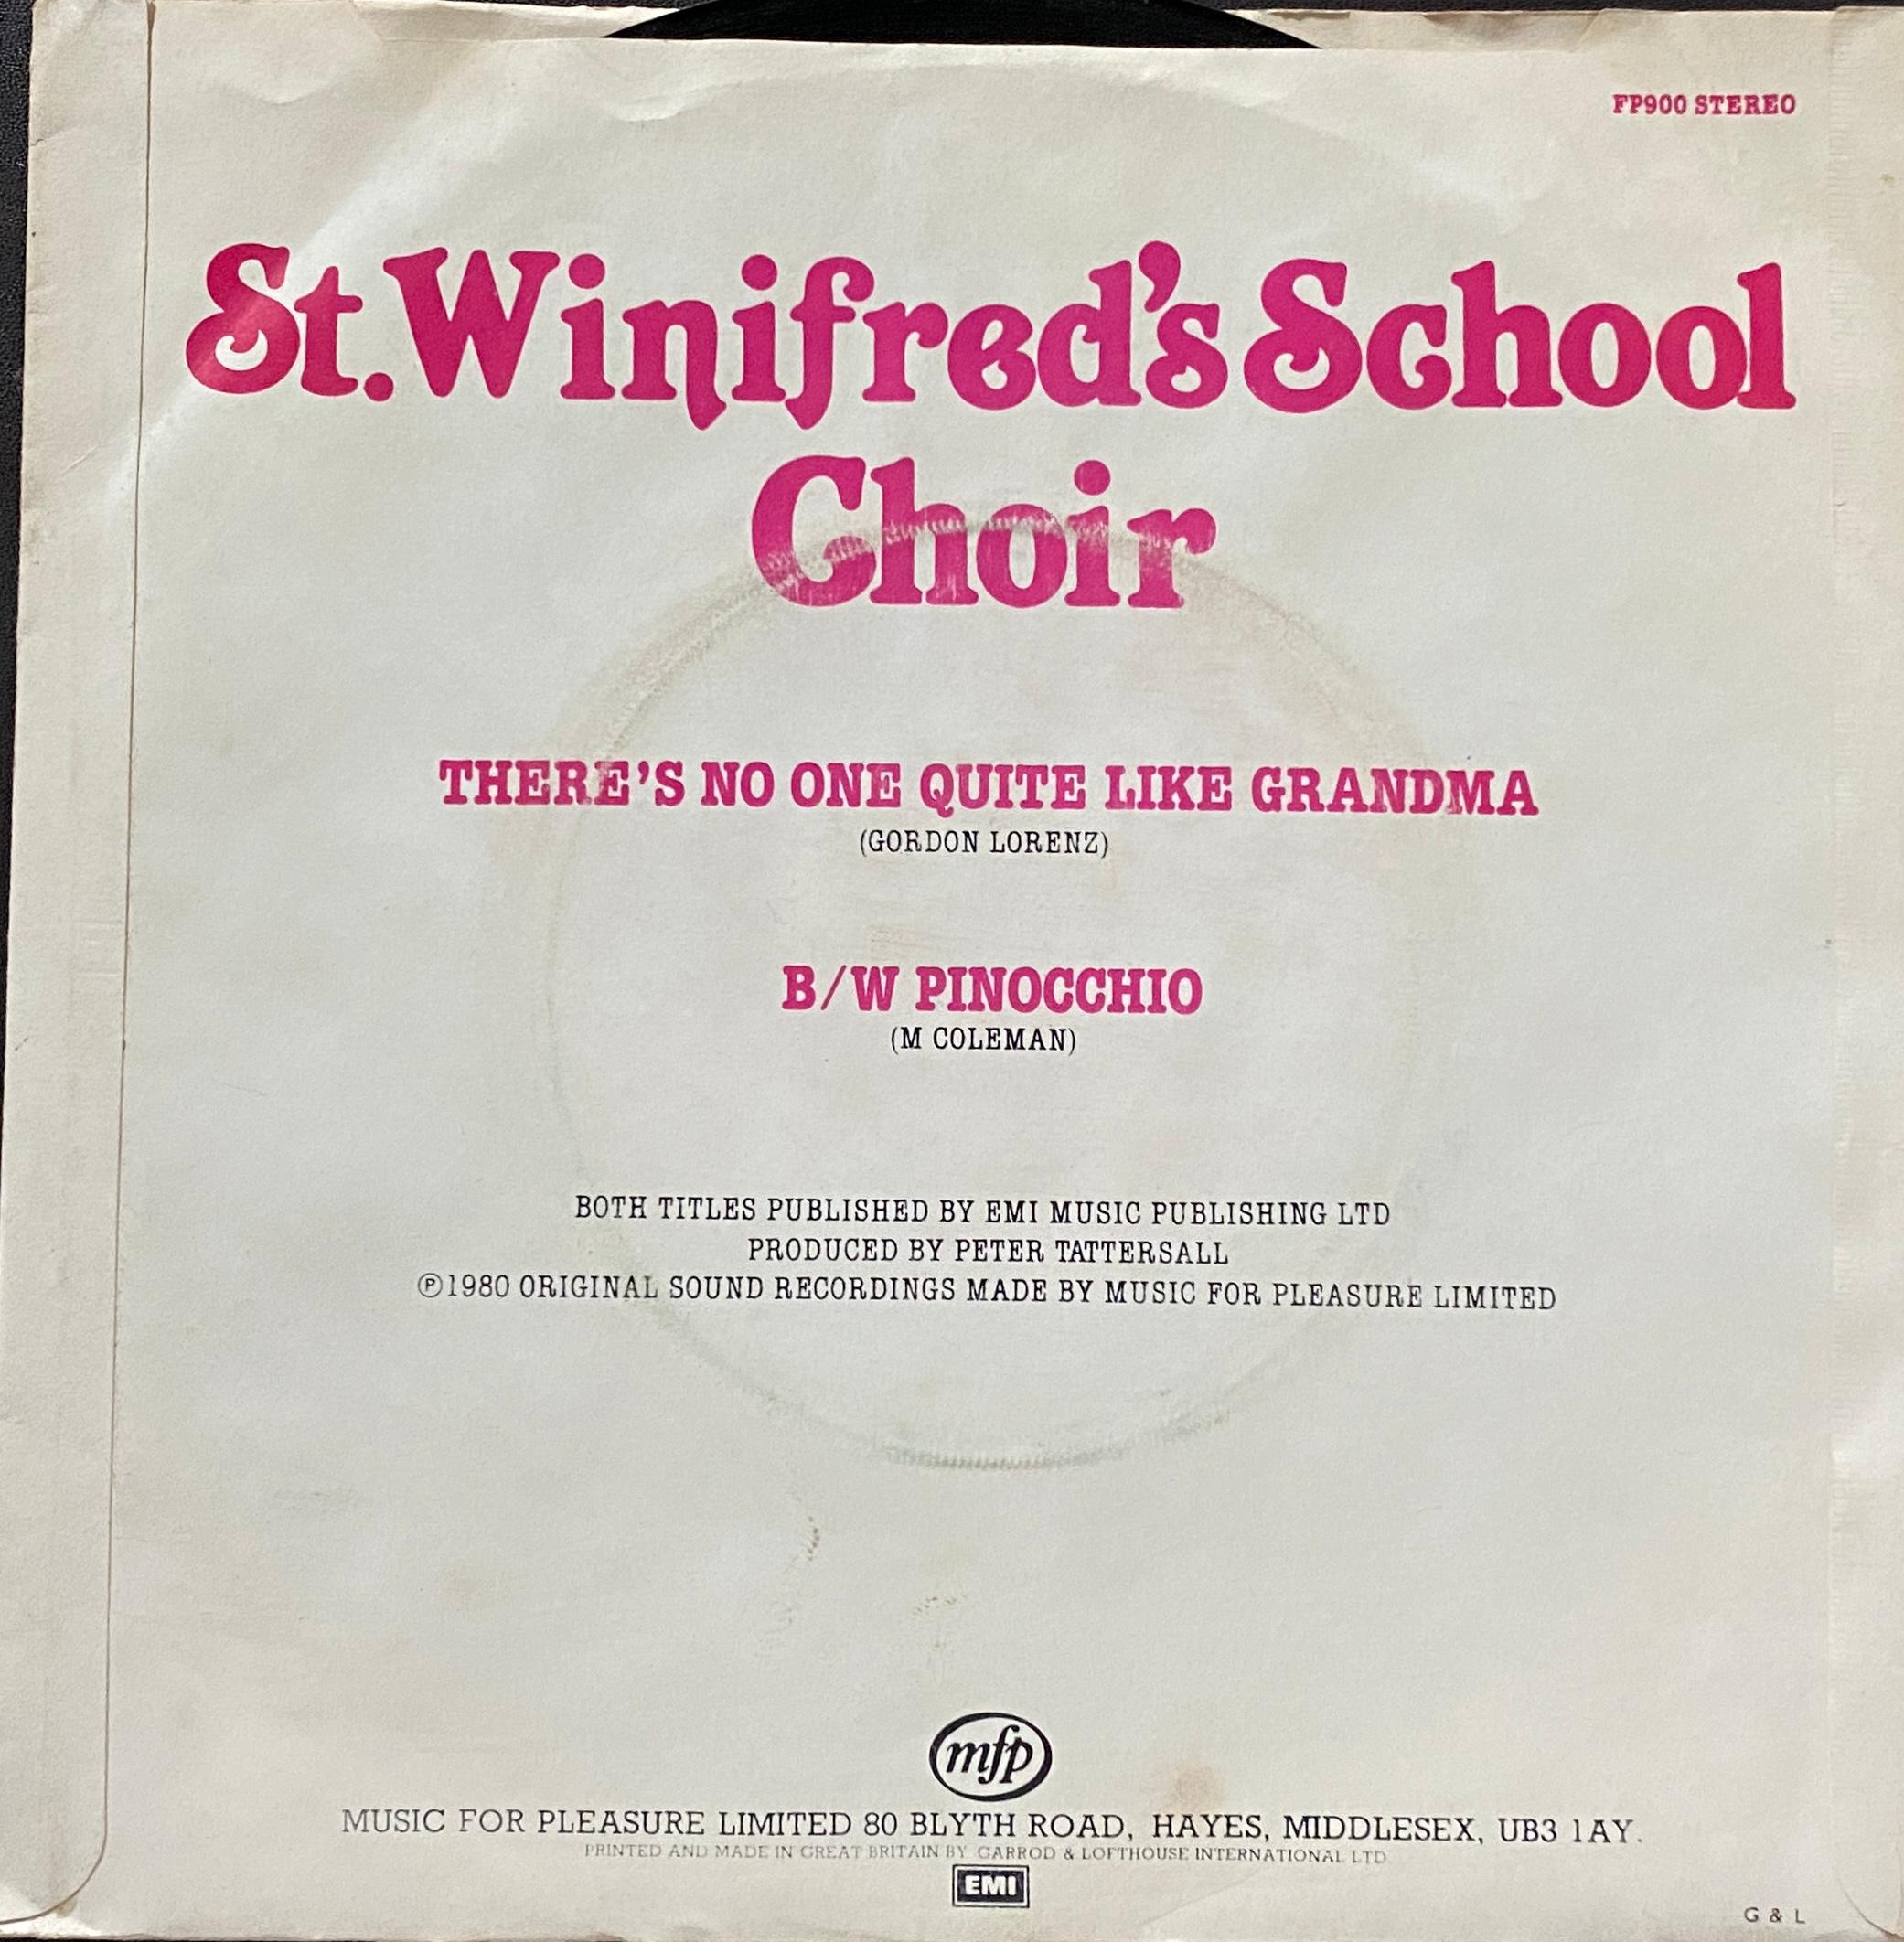 FP900 STEREO
St. Winifred's School
Choir
THERE'S NO ONE QUITE LIKE GRANDMA
(GORDON LORENZ)
B/W PINOCCHIO
(M COLEMAN)
BOTH TITLES PUBLISHED BY EMI MUSIC PUBLISHING LTD
PRODUCED BY PETER TATTERSALL
℗1980 ORIGINAL SOUND RECORDINGS MADE BY MUSIC FOR PLEASURE LIMITED
mfp
MUSIC FOR PLEASURE LIMITED 80 BLYTH ROAD, HAYES, MIDDLESEX, UB3 1AY.
PRINTED AND MADE IN GREAT BRITAIN BY GARROD & LOFTHOUSE INTERNATIONAL LTD
EMI
G & L